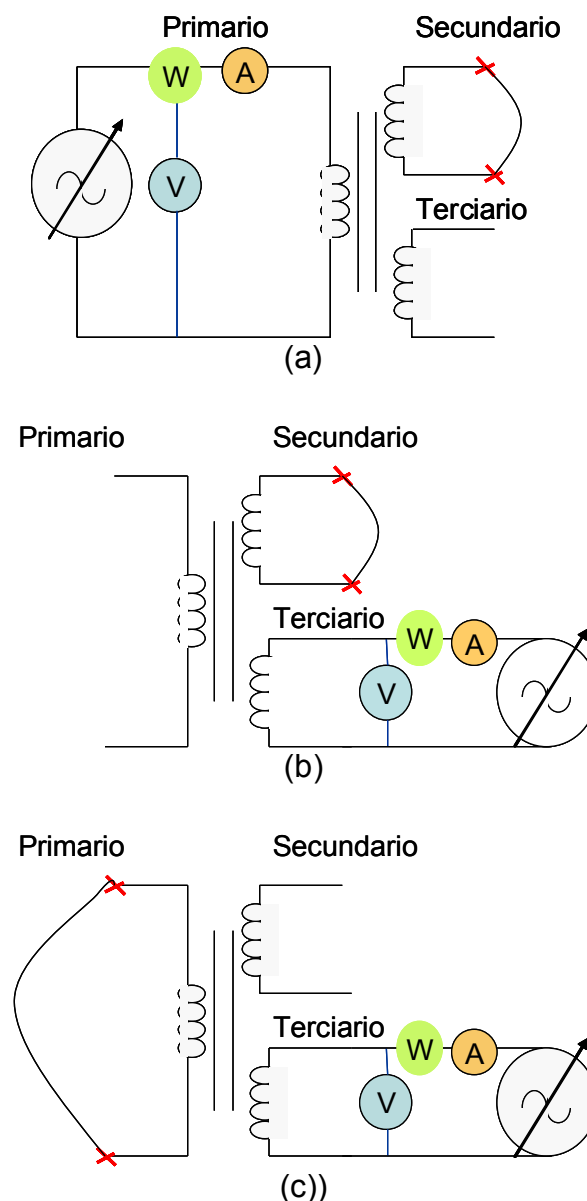 Primario Secundario
W A
V
Terciario
(a)
Primario Secundario
Terciario
W A
V
(b)
Primario Secundario
Terciario
W A
V
(c))